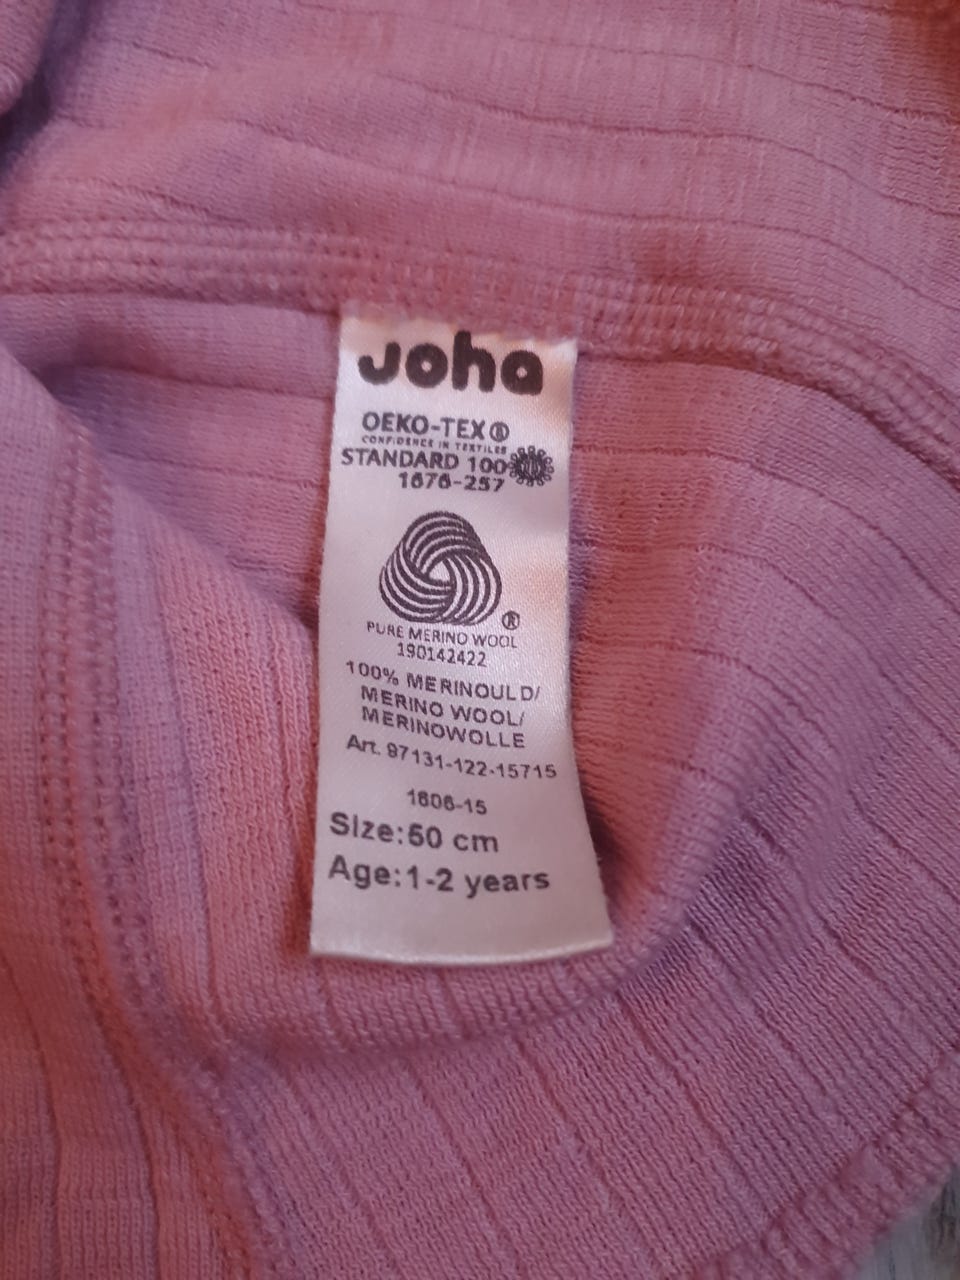 Joha
OEKO-TEX®
CONFIDENCE IN TEXTILES
STANDARD 100
1676-257
®
PURE MERINO WOOL
190142422
100% MERINOULD/
MERINO WOOL/
MERINOWOLLE
Art. 97131-122-15715
1606-15
Size:50 cm
Age:1-2 years